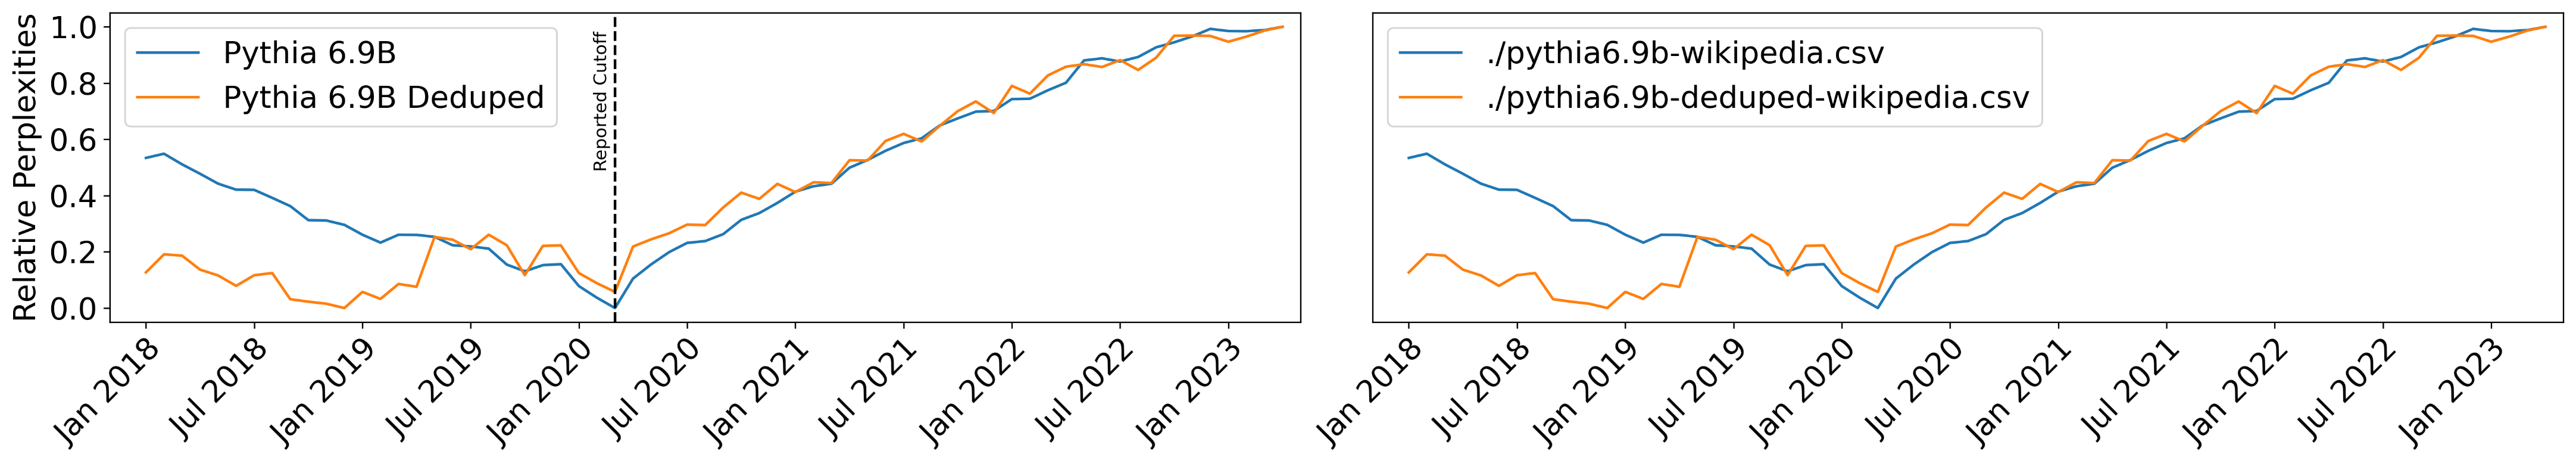 Relative Perplexities
1.0
0.8
0.6
0.4
0.2
0.0
Pythia 6.9B
Pythia 6.9B Deduped
Reported Cutoff
Jan 2018
Jul 2018
Jan 2019
Jul 2019
Jan 2020
Jul 2020
Jan 2021
Jul 2021
Jan 2022
Jul 2022
Jan 2023
./pythia6.9b-wikipedia.csv
./pythia6.9b-deduped-wikipedia.csv
Jan 2018
Jul 2018
Jan 2019
Jul 2019
Jan 2020
Jul 2020
Jan 2021
Jul 2021
Jan 2022
Jul 2022
Jan 2023